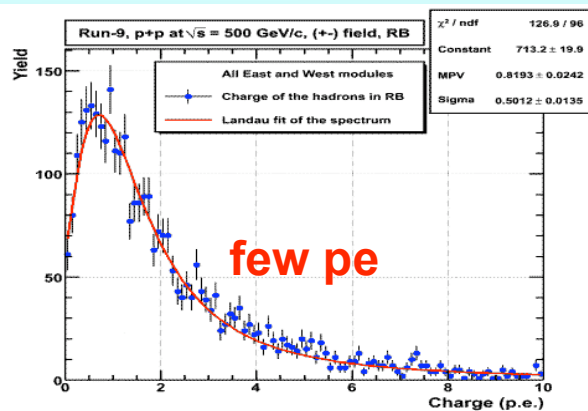 Run-9, p+p at √s = 500 GeV/c, (+-) field, RB
χ² / ndf 126.9 / 96
Constant 713.2 ± 19.9
MPV 0.8193 ± 0.0242
Sigma 0.5012 ± 0.0135
Yield
All East and West modules
Charge of the hadrons in RB
Landau fit of the spectrum
150
100
50
0
few pe
0 2 4 6 8 10
Charge (p.e.)